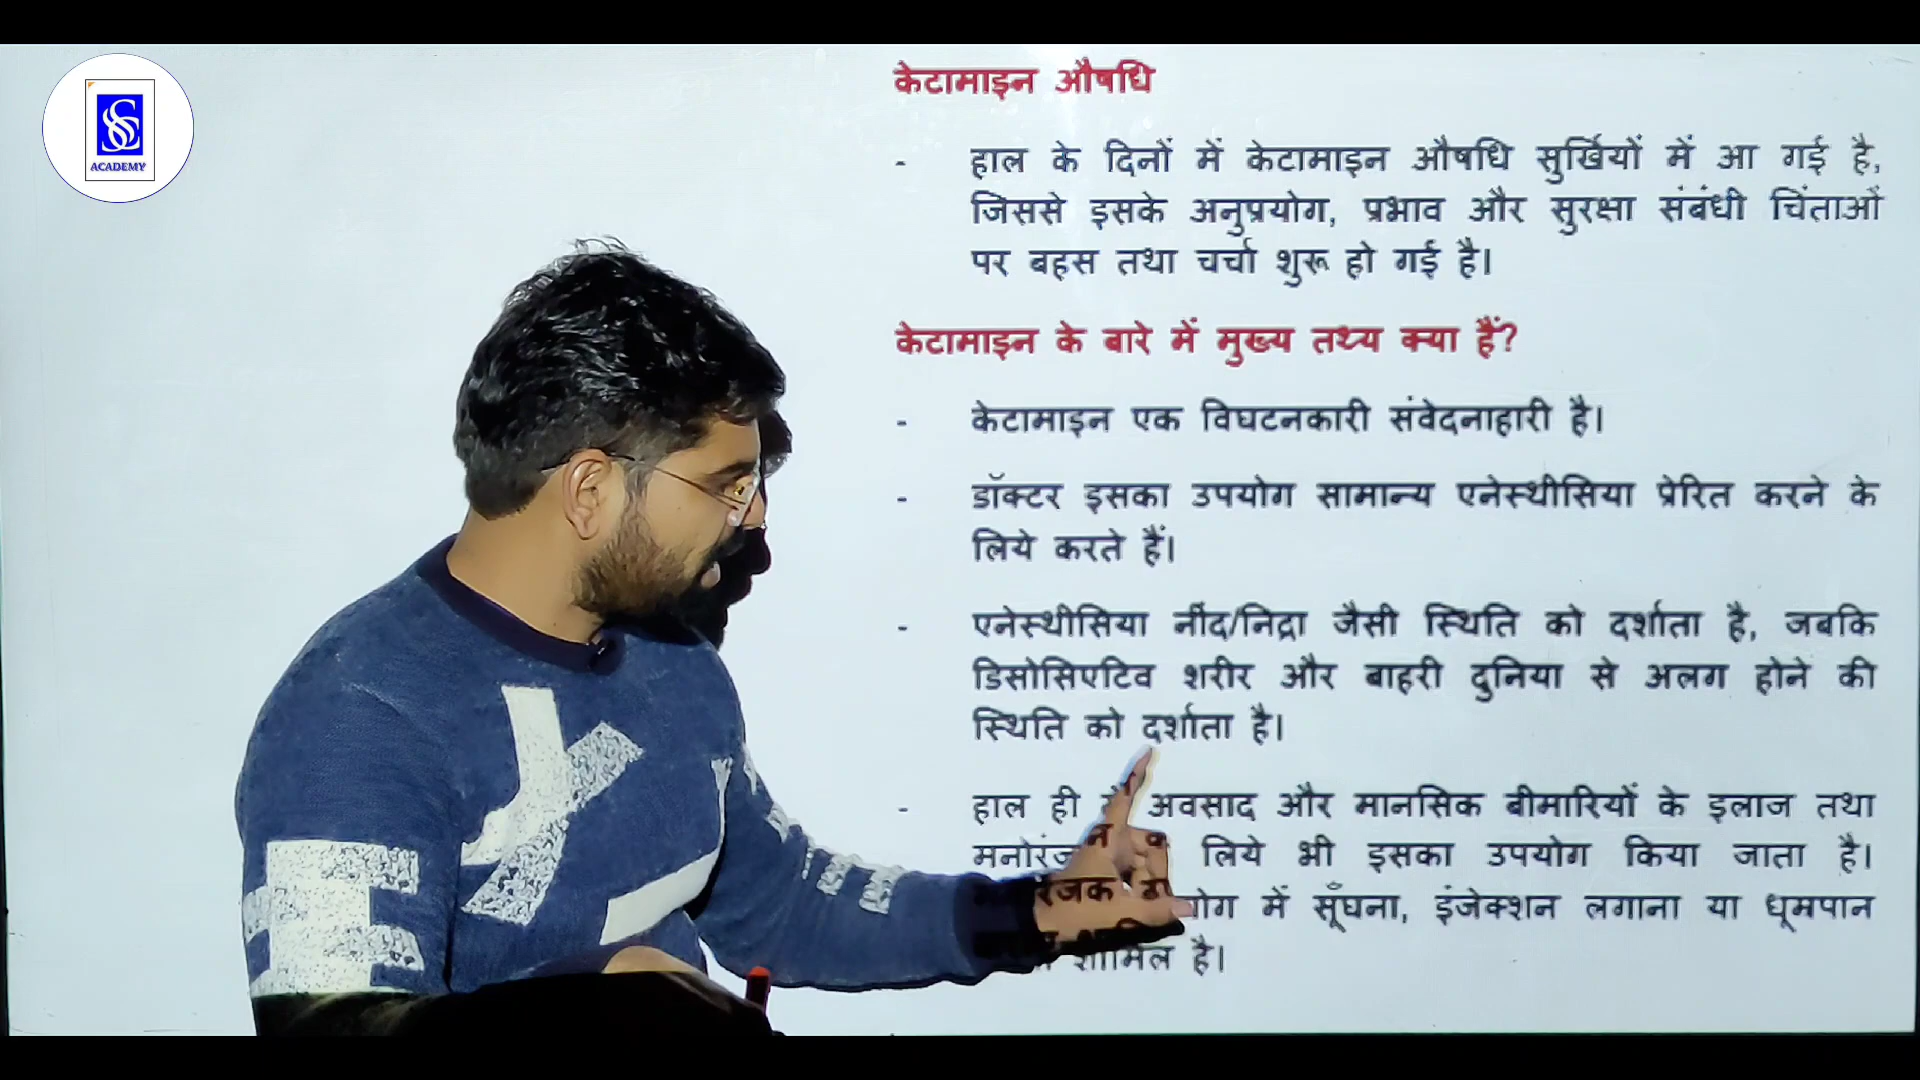 SSC
ACADEMY
केटामाइन औषधि
- हाल के दिनों में केटामाइन औषधि सुर्खियों में आ गई है,
जिससे इसके अनुप्रयोग, प्रभाव और सुरक्षा संबंधी चिंताओं
पर बहस तथा चर्चा शुरू हो गई है।
केटामाइन के बारे में मुख्य तथ्य क्या हैं?
- केटामाइन एक विघटनकारी संवेदनाहारी है।
- डॉक्टर इसका उपयोग सामान्य एनेस्थीसिया प्रेरित करने के
लिये करते हैं।
- एनेस्थीसिया नींद/निद्रा जैसी स्थिति को दर्शाता है, जबकि
डिसोसिएटिव शरीर और बाहरी दुनिया से अलग होने की
स्थिति को दर्शाता है।
- हाल ही में अवसाद और मानसिक बीमारियों के इलाज तथा
लिये भी इसका उपयोग किया जाता है।
में सूँघना, इंजेक्शन लगाना या धूमपान
शामिल है।